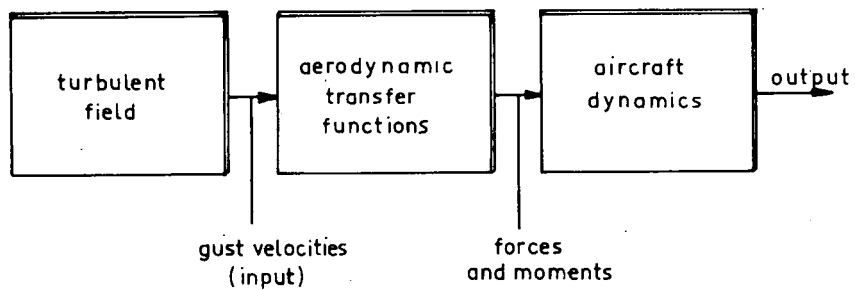 turbulent
field
aerodynamic
transfer
functions
aircraft
dynamics
output
gust velocities
(input)
forces
and moments